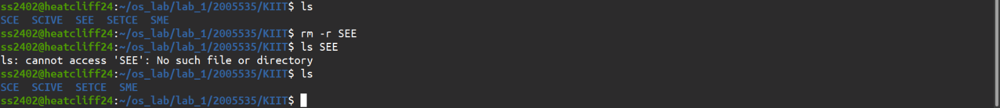 ss2402@heatcliff24:~/os_lab/lab_1/2005535/KIIT$ ls
SCE  SCIVE  SEE  SETCE  SME
ss2402@heatcliff24:~/os_lab/lab_1/2005535/KIIT$ rm -r SEE
ss2402@heatcliff24:~/os_lab/lab_1/2005535/KIIT$ ls SEE
ls: cannot access 'SEE': No such file or directory
ss2402@heatcliff24:~/os_lab/lab_1/2005535/KIIT$ ls
SCE  SCIVE  SETCE  SME
ss2402@heatcliff24:~/os_lab/lab_1/2005535/KIIT$